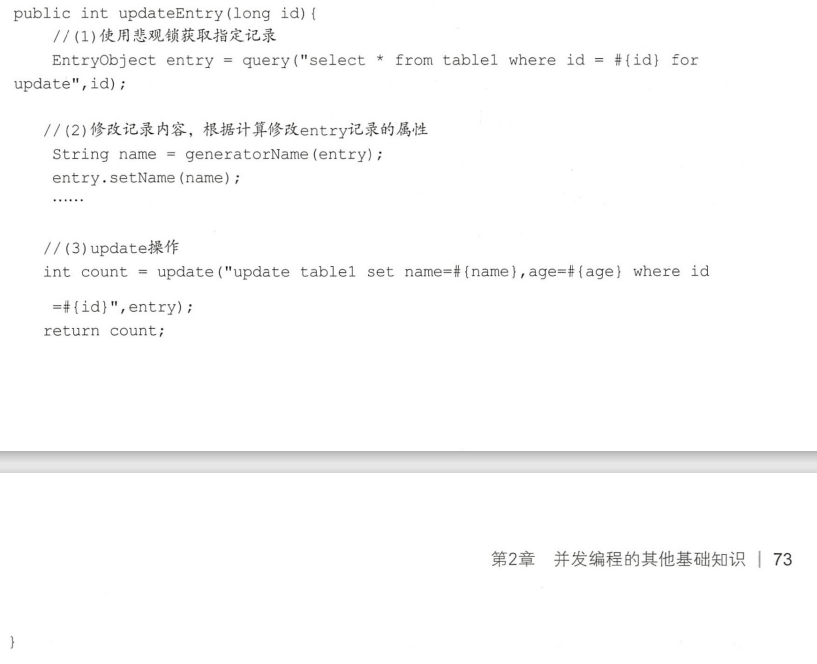 public int updateEntry(long id){
//(1)使用悲观锁获取指定记录
EntryObject entry = query("select * from table1 where id = #{id} for
update",id);
//(2)修改记录内容，根据计算修改entry记录的属性
String name = generatorName(entry);
entry.setName(name);
……
//(3)update操作
int count = update("update table1 set name=#{name},age=#{age} where id
=#{id}",entry);
return count;
第2章 并发编程的其他基础知识 | 73
}